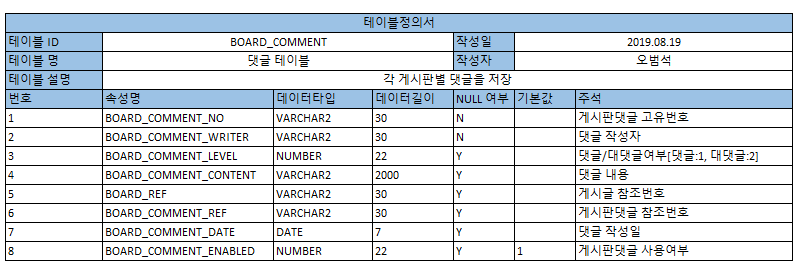 테이블정의서
테이블 ID BOARD_COMMENT 작성일 2019.08.19
테이블 명 댓글 테이블 작성자 오범석
테이블 설명 각 게시판별 댓글을 저장
번호 속성명 데이터타입 데이터길이 NULL 여부 기본값 주석
1 BOARD_COMMENT_NO VARCHAR2 30 N 게시판댓글 고유번호
2 BOARD_COMMENT_WRITER VARCHAR2 30 N 댓글 작성자
3 BOARD_COMMENT_LEVEL NUMBER 22 Y 댓글/대댓글여부[댓글:1, 대댓글:2]
4 BOARD_COMMENT_CONTENT VARCHAR2 2000 Y 댓글 내용
5 BOARD_REF VARCHAR2 30 Y 게시글 참조번호
6 BOARD_COMMENT_REF VARCHAR2 30 Y 게시판댓글 참조번호
7 BOARD_COMMENT_DATE DATE 7 Y 댓글 작성일
8 BOARD_COMMENT_ENABLED NUMBER 22 Y 1 게시판댓글 사용여부